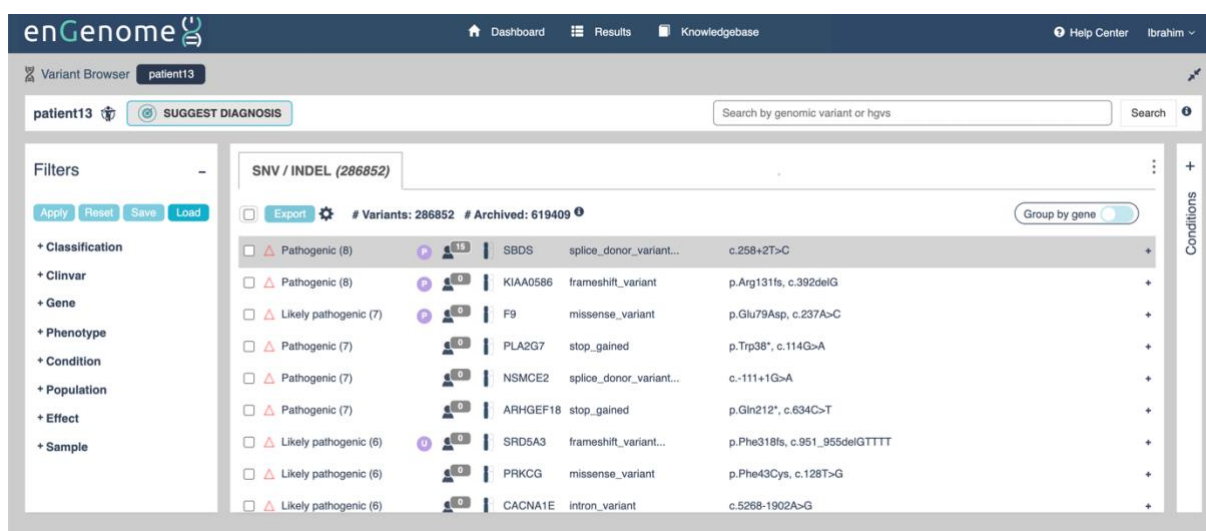 enGenome Dashboard Results Knowledgebase Help Center Ibrahim
Variant Browser patient13
patient13 SUGGEST DIAGNOSIS Search by genomic variant or hgvs Search
Filters -
Apply Reset Save Load
+ Classification
+ Clinvar
+ Gene
+ Phenotype
+ Condition
+ Population
+ Effect
+ Sample
SNV / INDEL (286852)
Export # Variants: 286852 # Archived: 619409 Group by gene
Pathogenic (8) P 15 SBDS splice_donor_variant... c.258+2T>C +
Pathogenic (8) P 0 KIAA0586 frameshift_variant p.Arg131fs, c.392delG +
Likely pathogenic (7) P 0 F9 missense_variant p.Glu79Asp, c.237A>C +
Pathogenic (7) 0 PLA2G7 stop_gained p.Trp38*, c.114G>A +
Pathogenic (7) 0 NSMCE2 splice_donor_variant... c.-111+1G>A +
Pathogenic (7) 0 ARHGEF18 stop_gained p.Gln212*, c.634C>T +
Likely pathogenic (6) U 0 SRD5A3 frameshift_variant... p.Phe318fs, c.951_955delGTTTT +
Likely pathogenic (6) 0 PRKCG missense_variant p.Phe43Cys, c.128T>G +
Likely pathogenic (6) 0 CACNA1E intron_variant c.5268-1902A>G +
+ Conditions